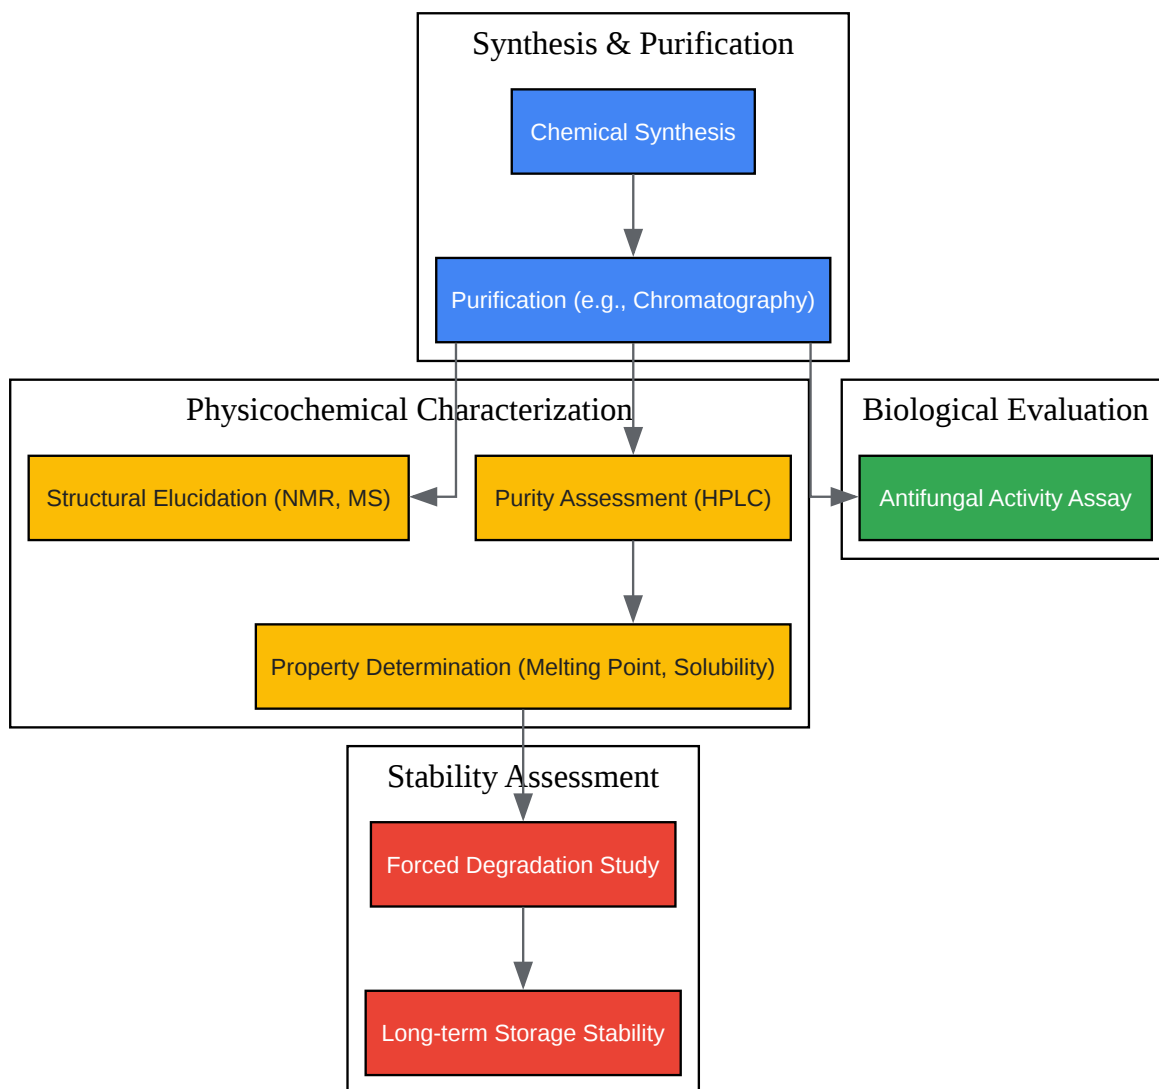 Synthesis & Purification
Chemical Synthesis
Purification (e.g., Chromatography)
Physicochemical Characterization
Biological Evaluation
Structural Elucidation (NMR, MS)
Purity Assessment (HPLC)
Antifungal Activity Assay
Property Determination (Melting Point, Solubility)
Stability Assessment
Forced Degradation Study
Long-term Storage Stability